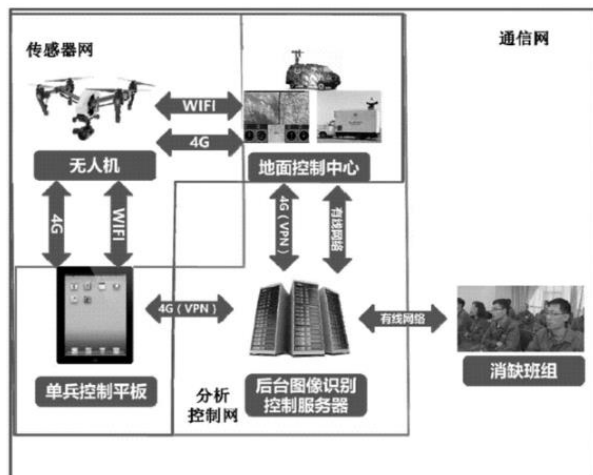 传感器网
通信网
WIFI
4G
无人机
地面控制中心
4G
WIFI
4G(VPN)
有线网络
4G(VPN)
有线网络
单兵控制平板
分析
控制网
后台图像识别
控制服务器
消缺班组